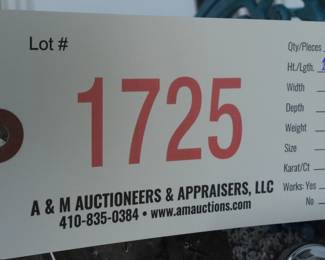 Lot #
1725
A & M AUCTIONEERS & APPRAISERS, LLC
410-835-0384 • www.amauctions.com
Qty/Pieces
Ht./Lgth.
Width
Depth
Weight
Size
Karat/Ct
Works: Yes
No